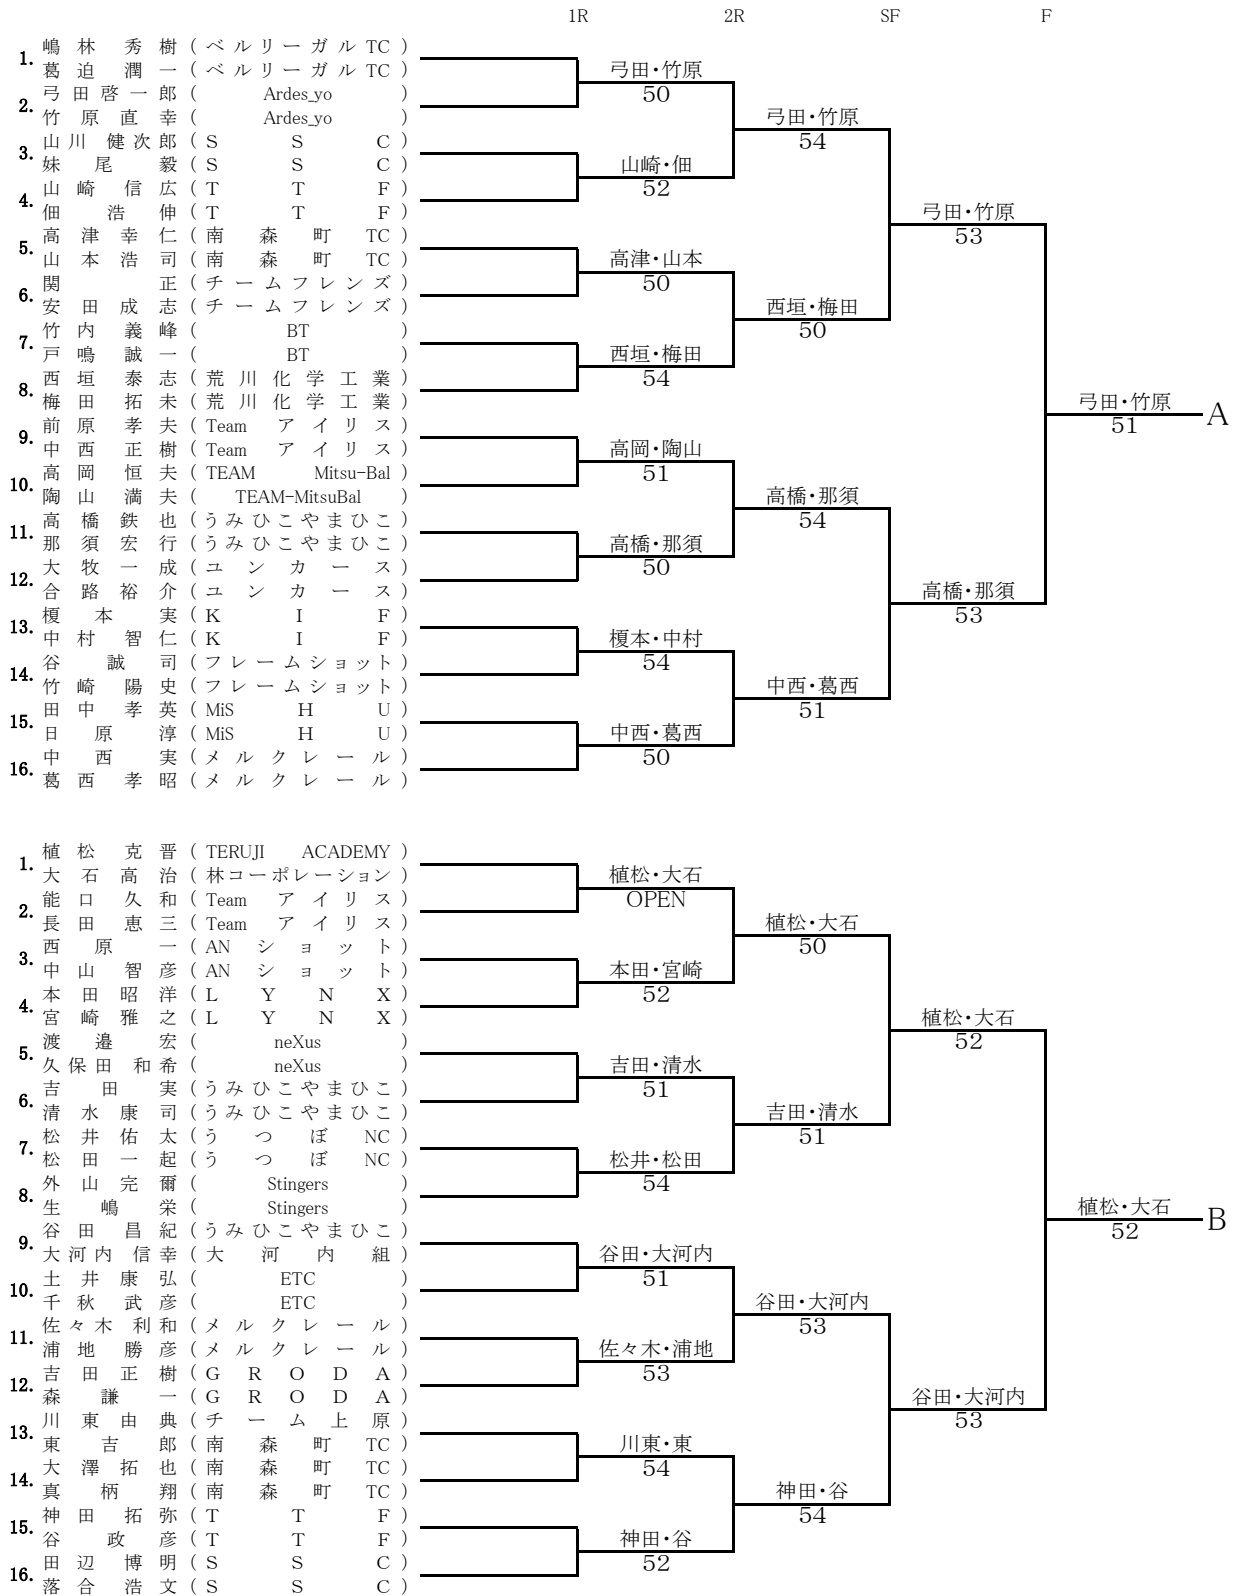 1R 2R SF F
1.
嶋林秀樹(ベルリーガルTC)
葛迫潤一(ベルリーガルTC)
2.
弓田啓一郎(Ardes_yo)
竹原直幸(Ardes_yo)
3.
山川健次郎(SSC)
妹尾毅(SSC)
4.
山崎信広(TTF)
佃浩伸(TTF)
5.
高津幸仁(南森町TC)
山本浩司(南森町TC)
6.
関正(チームフレンズ)
安田成志(チームフレンズ)
7.
竹内義峰(BT)
戸鳴誠一(BT)
8.
西垣泰志(荒川化学工業)
梅田拓未(荒川化学工業)
9.
前原孝夫(Team アイリス)
中西正樹(Team アイリス)
10.
高岡恒夫(TEAM Mitsu-Bal)
陶山満夫(TEAM-MitsuBal)
11.
高橋鉄也(うみひこやまひこ)
那須宏行(うみひこやまひこ)
12.
大牧一成(ユンカース)
合路裕介(ユンカース)
13.
榎本実(KIF)
中村智仁(KIF)
14.
谷誠司(フレームショット)
竹崎陽史(フレームショット)
15.
田中孝英(MiS H U)
日原淳(MiS H U)
16.
中西実(メルクレール)
葛西孝昭(メルクレール)
弓田・竹原
50
山崎・佃
52
高津・山本
50
西垣・梅田
54
高岡・陶山
51
高橋・那須
50
榎本・中村
54
中西・葛西
50
弓田・竹原
54
西垣・梅田
50
高橋・那須
54
中西・葛西
51
弓田・竹原
53
高橋・那須
53
弓田・竹原
51
A
1.
植松克晋(TERUJI ACADEMY)
大石高治(林コーポレーション)
2.
能口久和(Team アイリス)
長田恵三(Team アイリス)
3.
西原一(ANショット)
中山智彦(ANショット)
4.
本田昭洋(LYNX)
宮崎雅之(LYNX)
5.
渡邉宏(neXus)
久保田和希(neXus)
6.
吉田実(うみひこやまひこ)
清水康司(うみひこやまひこ)
7.
松井佑太(うつぼNC)
松田一起(うつぼNC)
8.
外山完爾(Stingers)
生嶋栄(Stingers)
9.
谷田昌紀(うみひこやまひこ)
大河内信幸(大河内組)
10.
土井康弘(ETC)
千秋武彦(ETC)
11.
佐々木利和(メルクレール)
浦地勝彦(メルクレール)
12.
吉田正樹(GRODA)
森謙一(GRODA)
13.
川東由典(チーム上原)
東吉郎(南森町TC)
14.
大澤拓也(南森町TC)
真柄翔(南森町TC)
15.
神田拓弥(TTF)
谷政彦(TTF)
16.
田辺博明(SSC)
落合浩文(SSC)
植松・大石
OPEN
本田・宮崎
52
吉田・清水
51
松井・松田
54
谷田・大河内
51
佐々木・浦地
53
川東・東
54
神田・谷
52
植松・大石
50
吉田・清水
51
谷田・大河内
53
神田・谷
54
植松・大石
52
谷田・大河内
53
植松・大石
52
B